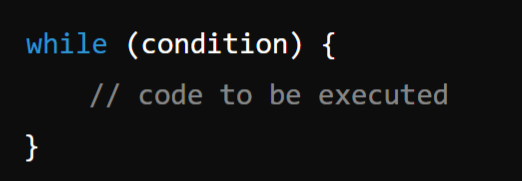 while (condition) {
    // code to be executed
}